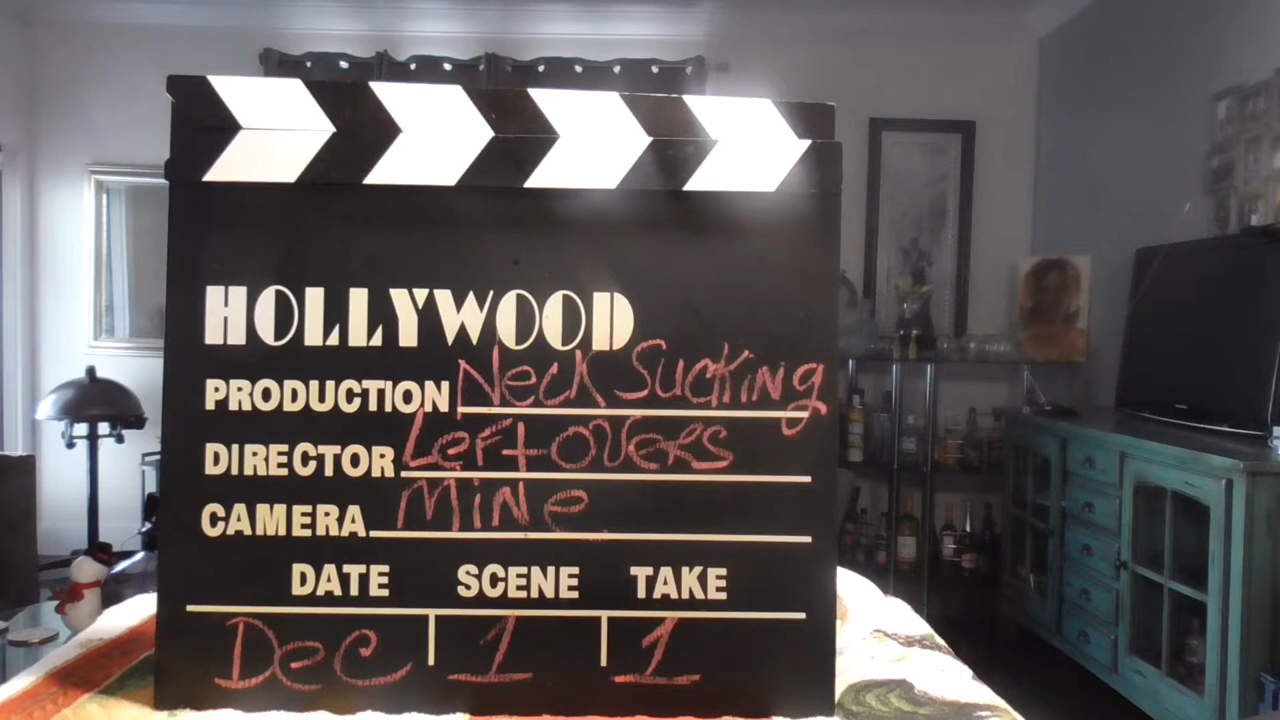 HOLLYWOOD
PRODUCTION Neck Sucking
DIRECTOR Leftovers
CAMERA Mine
DATE SCENE TAKE
Dec 1 1